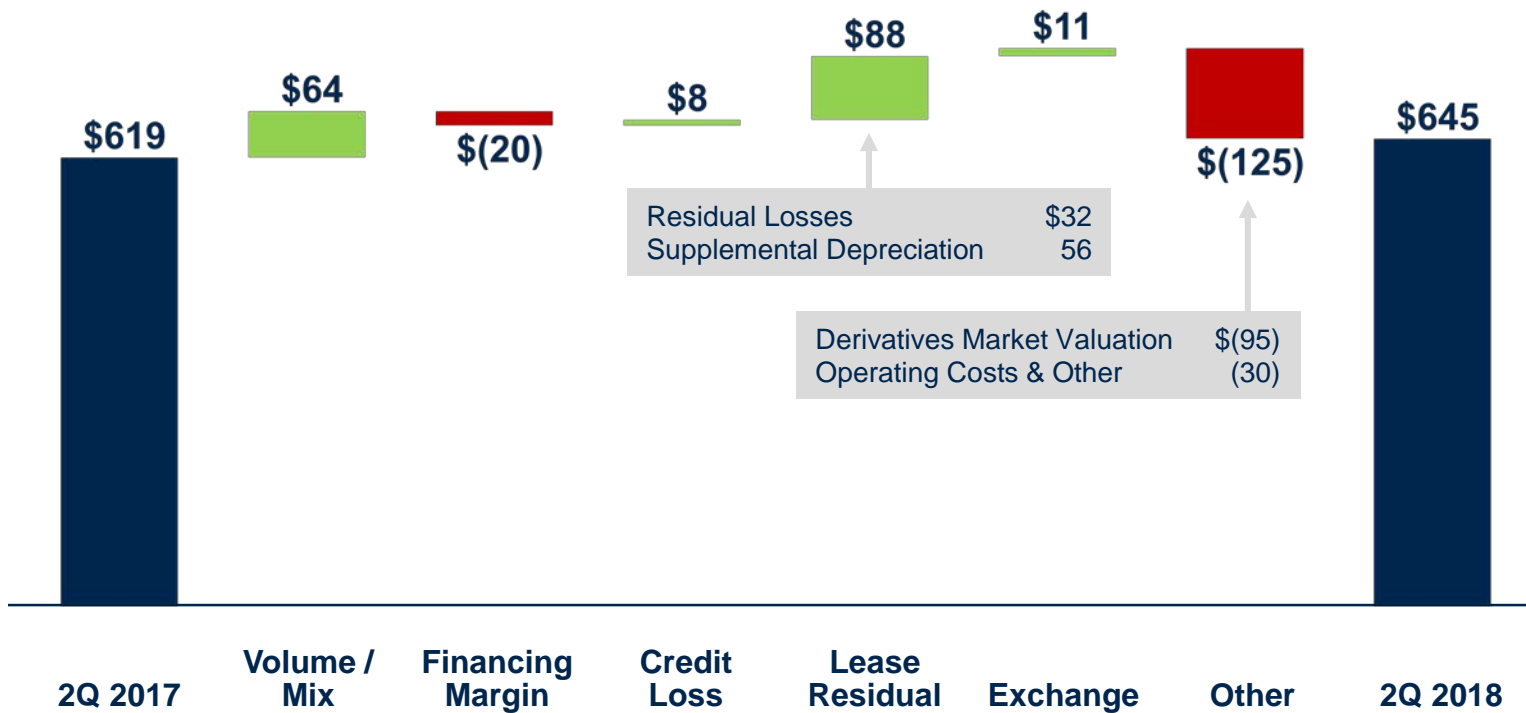 $619
$64
$(20)
$8
$88
$11
$(125)
$645
Residual Losses $32
Supplemental Depreciation 56
Derivatives Market Valuation $(95)
Operating Costs & Other (30)
2Q 2017
Volume /
Mix
Financing
Margin
Credit
Loss
Lease
Residual
Exchange
Other
2Q 2018